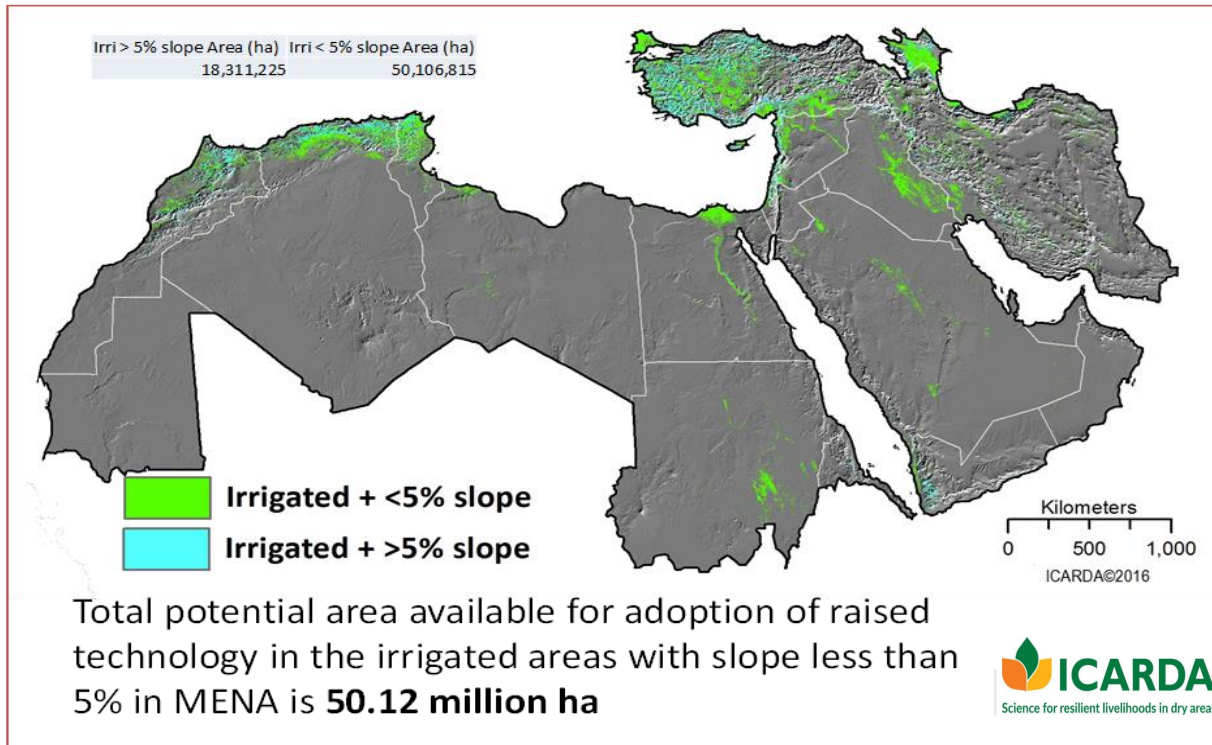 Irri > 5% slope Area (ha) Irri < 5% slope Area (ha)
18,311,225 50,106,815
Irrigated + <5% slope
Irrigated + >5% slope
Kilometers
0 500 1,000
ICARDA©2016
Total potential area available for adoption of raised
technology in the irrigated areas with slope less than
5% in MENA is 50.12 million ha
ICARDA
Science for resilient livelihoods in dry area